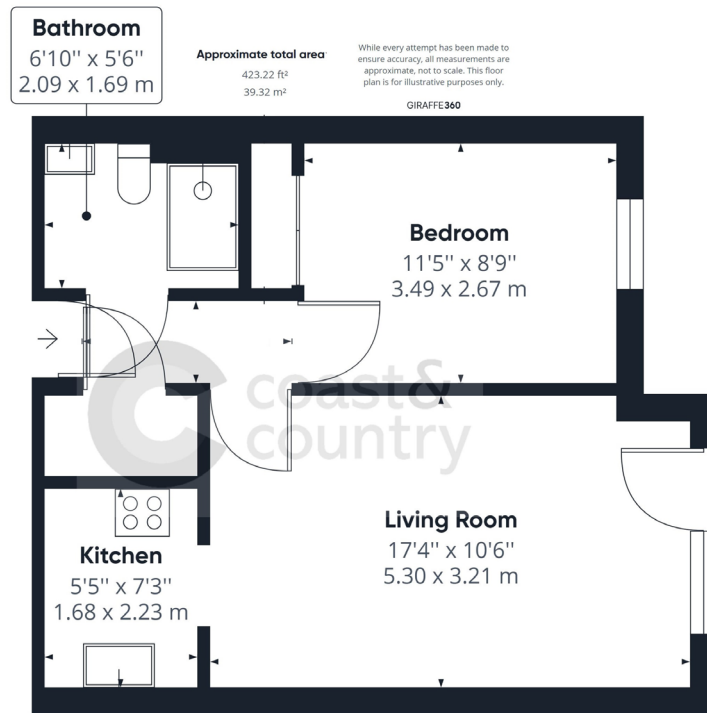 Bathroom
6'10'' x 5'6''
2.09 x 1.69 m
Approximate total area
423.22 ft²
39.32 m²
While every attempt has been made to
ensure accuracy, all measurements are
approximate, not to scale. This floor
plan is for illustrative purposes only.
GIRAFFE360
Bedroom
11'5'' x 8'9''
3.49 x 2.67 m
coast&
country
Living Room
17'4'' x 10'6''
5.30 x 3.21 m
Kitchen
5'5'' x 7'3''
1.68 x 2.23 m